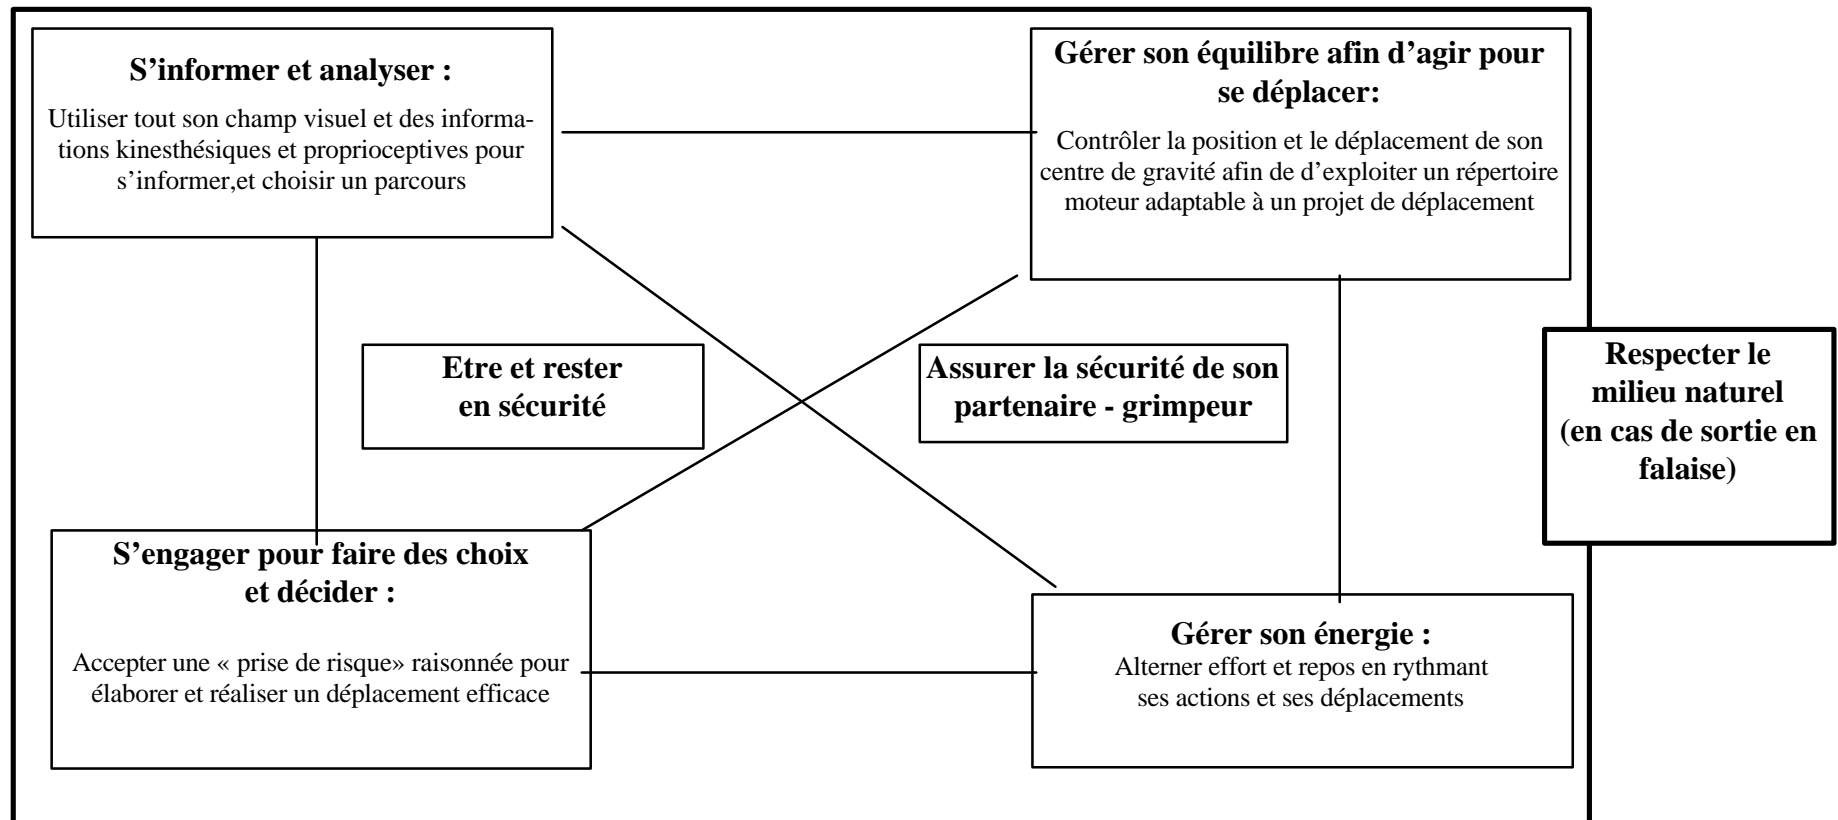 S’informer et analyser :
Utiliser tout son champ visuel et des informa-
tions kinesthésiques et proprioceptives pour
s’informer,et choisir un parcours
Gérer son équilibre afin d’agir pour
se déplacer:
Contrôler la position et le déplacement de son
centre de gravité afin de d’exploiter un répertoire
moteur adaptable à un projet de déplacement
Etre et rester
en sécurité
Assurer la sécurité de son
partenaire - grimpeur
Respecter le
milieu naturel
(en cas de sortie en
falaise)
S’engager pour faire des choix
et décider :
Accepter une « prise de risque» raisonnée pour
élaborer et réaliser un déplacement efficace
Gérer son énergie :
Alterner effort et repos en rythmant
ses actions et ses déplacements